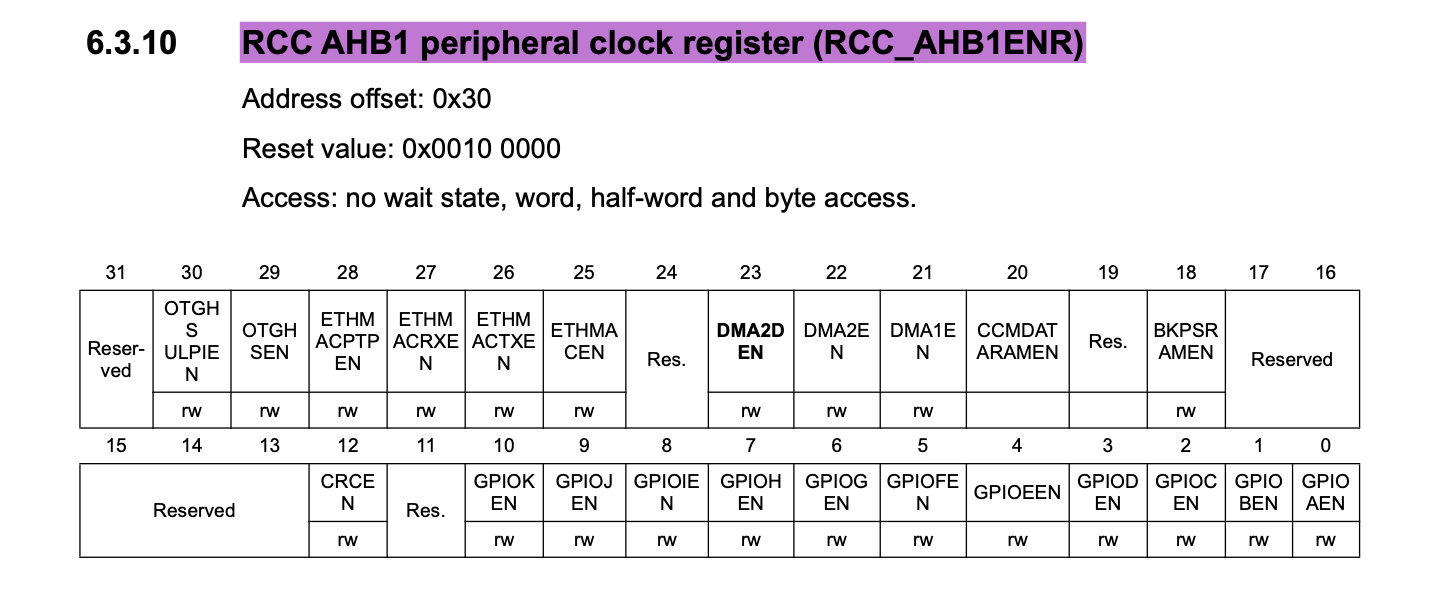 6.3.10 RCC AHB1 peripheral clock register (RCC_AHB1ENR)
Address offset: 0x30
Reset value: 0x0010 0000
Access: no wait state, word, half-word and byte access.
31 30 29 28 27 26 25 24 23 22 21 20 19 18 17 16
Reser-
ved
OTGH
S
ULPIE
N
OTGH
SEN
ETHM
ACPTP
EN
ETHM
ACRXE
N
ETHM
ACTXE
N
ETHMA
CEN
Res.
DMA2D
EN
DMA2E
N
DMA1E
N
CCMDAT
ARAMEN
Res.
BKPSR
AMEN
Reserved
rw rw rw rw rw rw rw rw rw rw
15 14 13 12 11 10 9 8 7 6 5 4 3 2 1 0
Reserved
CRCE
N
Res.
GPIOK
EN
GPIOJ
EN
GPIOIE
N
GPIOH
EN
GPIOG
EN
GPIOFE
N
GPIOEEN
GPIOD
EN
GPIOC
EN
GPIO
BEN
GPIO
AEN
rw rw rw rw rw rw rw rw rw rw rw rw